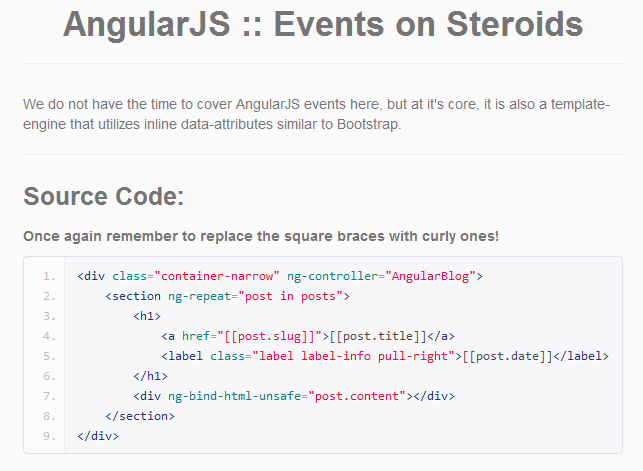 AngularJS :: Events on Steroids
We do not have the time to cover AngularJS events here, but at it's core, it is also a template-
engine that utilizes inline data-attributes similar to Bootstrap.
Source Code:
Once again remember to replace the square braces with curly ones!
1. <div class="container-narrow" ng-controller="AngularBlog">
2.     <section ng-repeat="post in posts">
3.         <h1>
4.             <a href="[[post.slug]]">[[post.title]]</a>
5.             <label class="label label-info pull-right">[[post.date]]</label>
6.         </h1>
7.         <div ng-bind-html-unsafe="post.content"></div>
8.     </section>
9. </div>